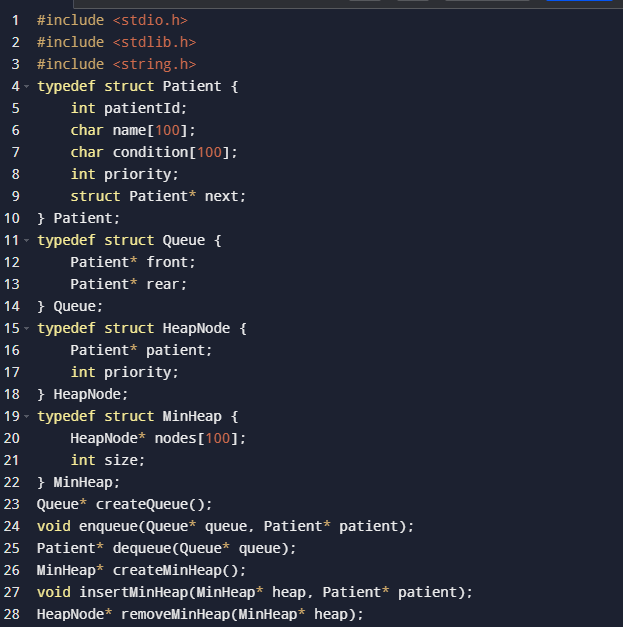 1 #include <stdio.h>
2 #include <stdlib.h>
3 #include <string.h>
4 typedef struct Patient {
5     int patientId;
6     char name[100];
7     char condition[100];
8     int priority;
9     struct Patient* next;
10 } Patient;
11 typedef struct Queue {
12     Patient* front;
13     Patient* rear;
14 } Queue;
15 typedef struct HeapNode {
16     Patient* patient;
17     int priority;
18 } HeapNode;
19 typedef struct MinHeap {
20     HeapNode* nodes[100];
21     int size;
22 } MinHeap;
23 Queue* createQueue();
24 void enqueue(Queue* queue, Patient* patient);
25 Patient* dequeue(Queue* queue);
26 MinHeap* createMinHeap();
27 void insertMinHeap(MinHeap* heap, Patient* patient);
28 HeapNode* removeMinHeap(MinHeap* heap);